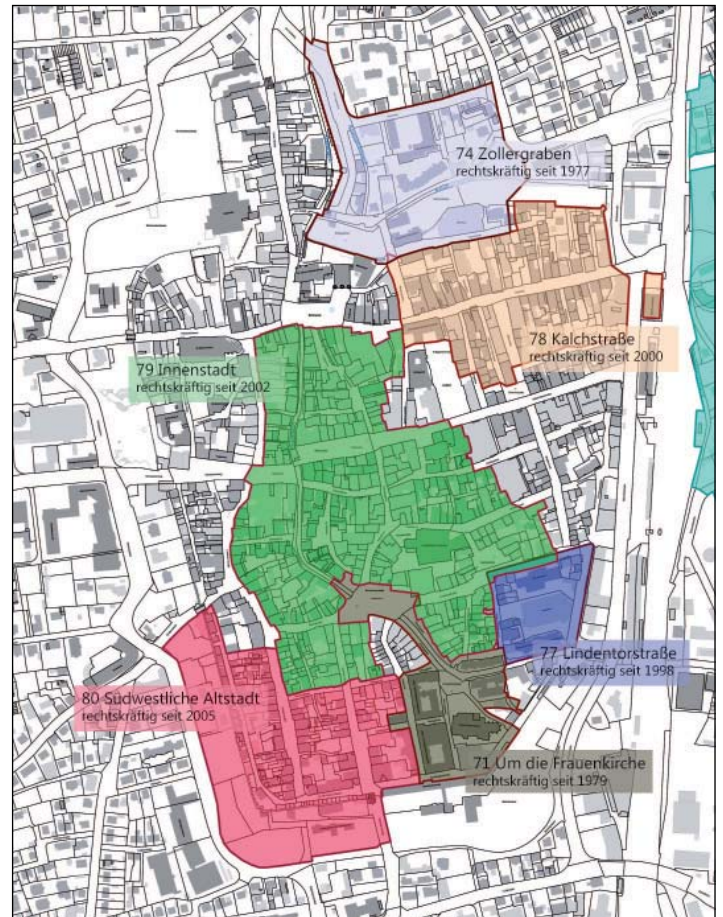 74 Zollergraben
rechtskräftig seit 1977
78 Kalchstraße
rechtskräftig seit 2000
79 Innenstadt
rechtskräftig seit 2002
77 Lindentorstraße
rechtskräftig seit 1998
80 Südwestliche Altstadt
rechtskräftig seit 2005
71 Um die Frauenkirche
rechtskräftig seit 1979